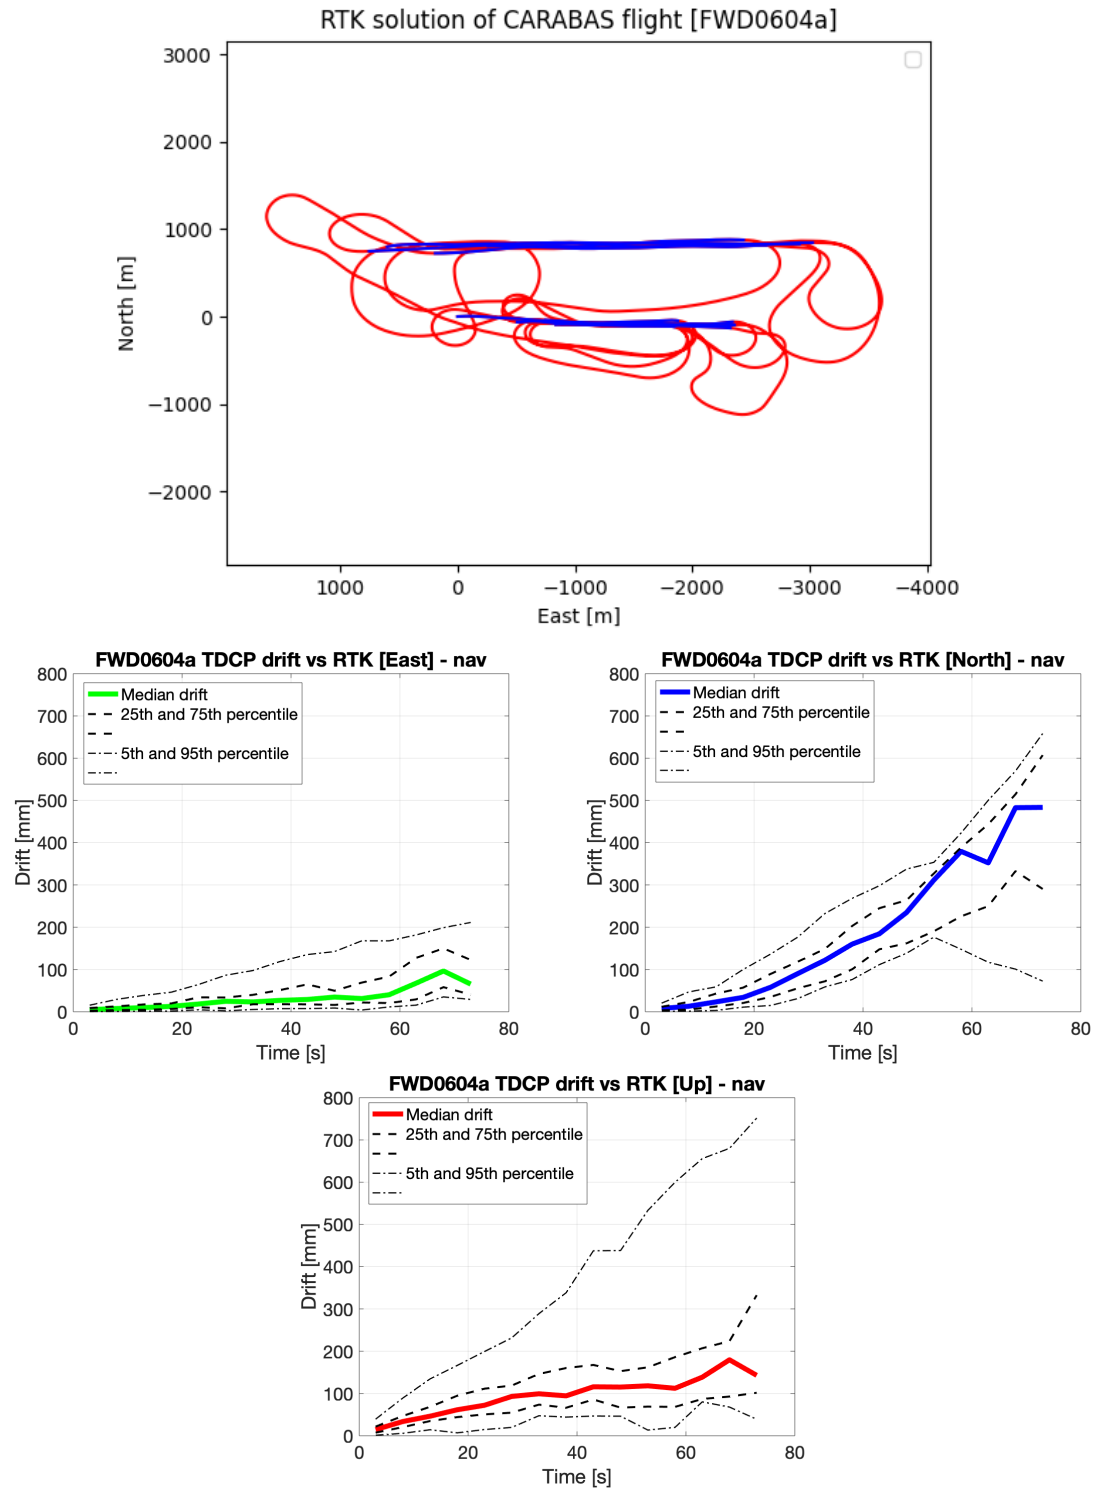 RTK solution of CARABAS flight [FWD0604a]
3000
2000
1000
0
−1000
−2000
North [m]
1000 0 −1000 −2000 −3000 −4000
East [m]
FWD0604a TDCP drift vs RTK [East] - nav
800
700
600
500
400
300
200
100
0
Drift [mm]
Median drift
25th and 75th percentile
5th and 95th percentile
0 20 40 60 80
Time [s]
FWD0604a TDCP drift vs RTK [North] - nav
800
700
600
500
400
300
200
100
0
Drift [mm]
Median drift
25th and 75th percentile
5th and 95th percentile
0 20 40 60 80
Time [s]
FWD0604a TDCP drift vs RTK [Up] - nav
800
700
600
500
400
300
200
100
0
Drift [mm]
Median drift
25th and 75th percentile
5th and 95th percentile
0 20 40 60 80
Time [s]